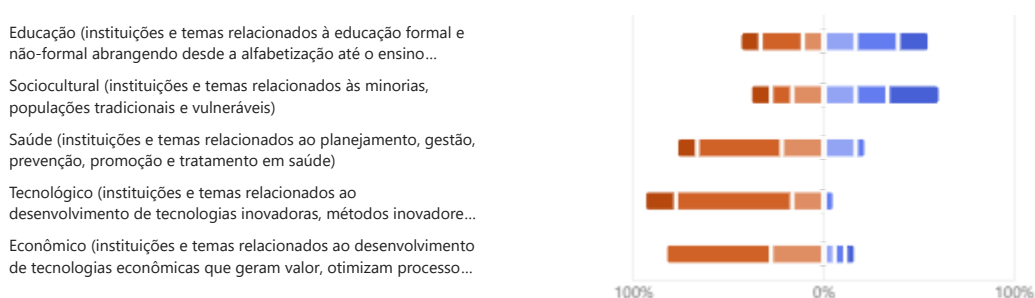 Educação (instituições e temas relacionados à educação formal e
não-formal abrangendo desde a alfabetização até o ensino...
Sociocultural (instituições e temas relacionados às minorias,
populações tradicionais e vulneráveis)
Saúde (instituições e temas relacionados ao planejamento, gestão,
prevenção, promoção e tratamento em saúde)
Tecnológico (instituições e temas relacionados ao
desenvolvimento de tecnologias inovadoras, métodos inovadore...
Econômico (instituições e temas relacionados ao desenvolvimento
de tecnologias econômicas que geram valor, otimizam processo...
100% 0% 100%